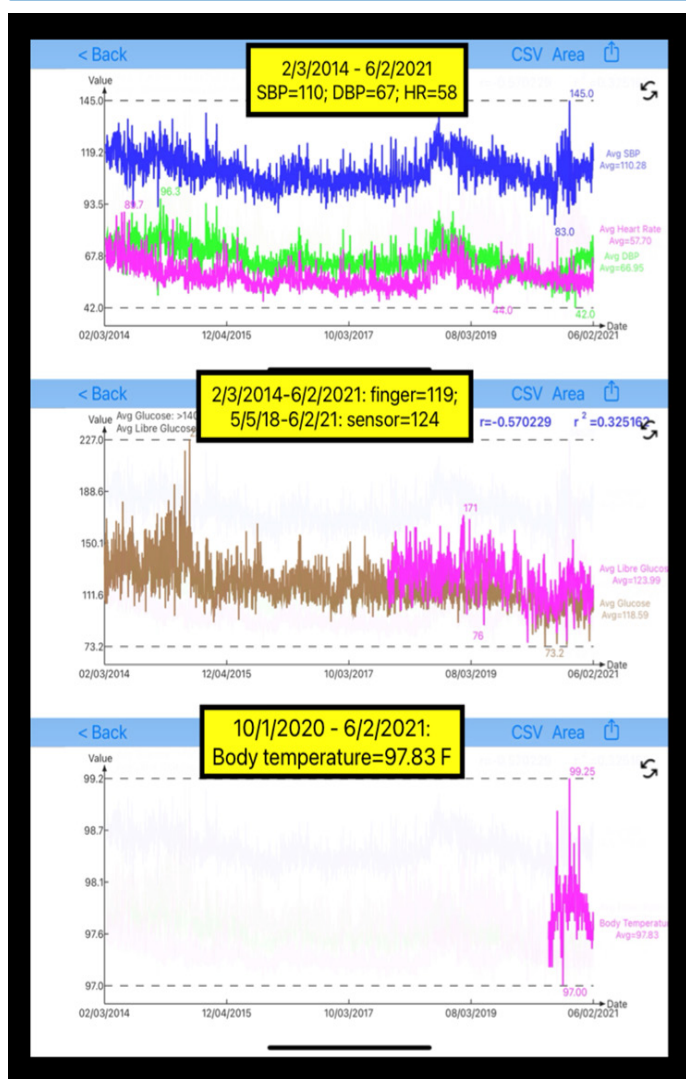 < Back
2/3/2014 - 6/2/2021
SBP=110; DBP=67; HR=58
CSV Area
Value
145.0
119.2
93.5
67.8
42.0
145.0
89.7
96.3
83.0
44.0
42.0
Avg SBP
Avg=110.28
Avg Heart Rate
Avg=57.70
Avg DBP
Avg=66.95
Date
02/03/2014 12/04/2015 10/03/2017 08/03/2019 06/02/2021
< Back
2/3/2014-6/2/2021: finger=119;
5/5/18-6/2/21: sensor=124
CSV Area
Value
Avg Glucose: >140
Avg Libre Glucose
r=-0.570229 r²=0.325162
227.0
188.6
150.1
111.6
73.2
171
76
73.2
Avg Libre Glucos
Avg=123.99
Avg Glucose
Avg=118.59
Date
02/03/2014 12/04/2015 10/03/2017 08/03/2019 06/02/2021
< Back
10/1/2020 - 6/2/2021:
Body temperature=97.83 F
CSV Area
Value
99.2
98.7
98.1
97.6
97.0
99.25
97.00
Body Temperatu
Avg=97.83
Date
02/03/2014 12/04/2015 10/03/2017 08/03/2019 06/02/2021